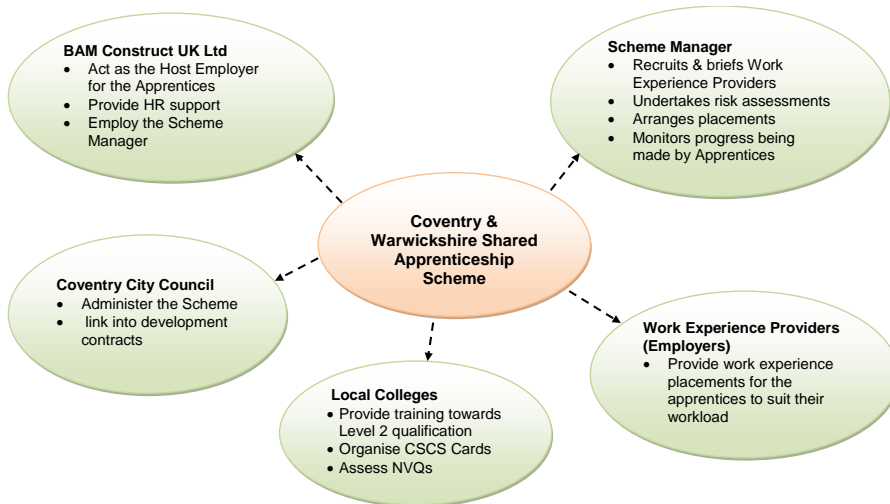 BAM Construct UK Ltd
• Act as the Host Employer
for the Apprentices
• Provide HR support
• Employ the Scheme
Manager
Scheme Manager
• Recruits & briefs Work
Experience Providers
• Undertakes risk assessments
• Arranges placements
• Monitors progress being
made by Apprentices
Coventry &
Warwickshire Shared
Apprenticeship
Scheme
Coventry City Council
• Administer the Scheme
• link into development
contracts
Work Experience Providers
(Employers)
• Provide work experience
placements for the
apprentices to suit their
workload
Local Colleges
• Provide training towards
Level 2 qualification
• Organise CSCS Cards
• Assess NVQs